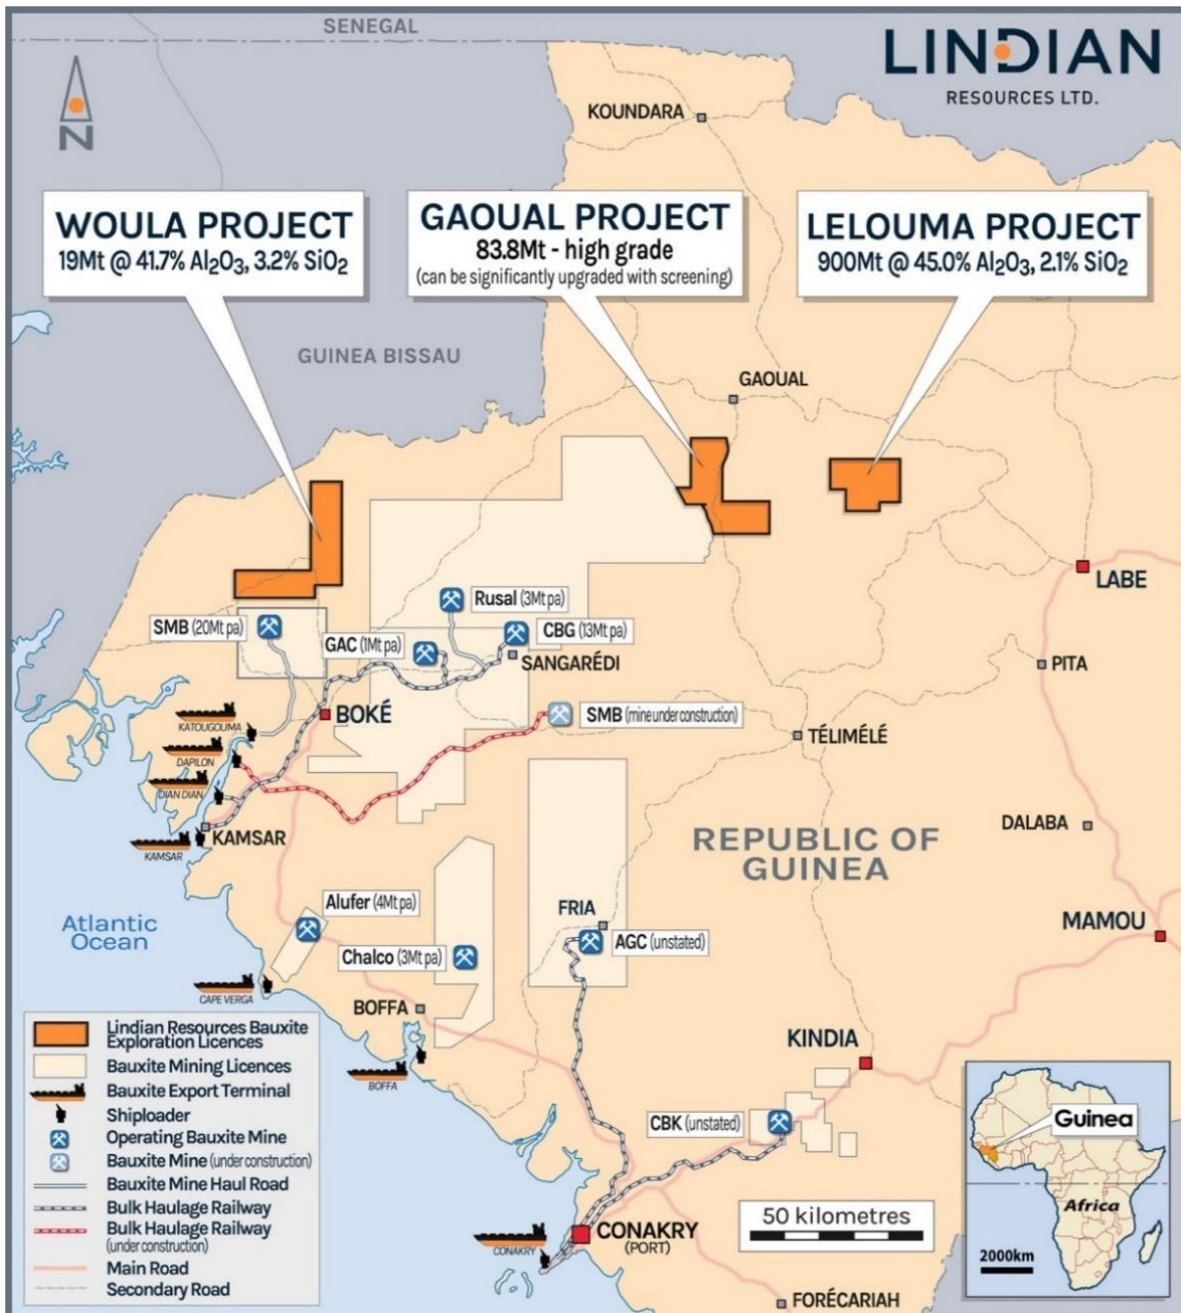 SENEGAL
LINDIAN
RESOURCES LTD.
N
KOUNDARA
WOULA PROJECT
19Mt @ 41.7% Al₂O₃, 3.2% SiO₂
GAOUAL PROJECT
83.8Mt - high grade
(can be significantly upgraded with screening)
LELOUMA PROJECT
900Mt @ 45.0% Al₂O₃, 2.1% SiO₂
GUINEA BISSAU
GAOUAL
LABE
Rusal (3Mt pa)
SMB (20Mt pa)
CBG (13Mt pa)
GAC (1Mt pa)
SANGARÉDI
PITA
KATOUGOUMA
BOKÉ
SMB (mine under construction)
TÉLIMÉLÉ
DAPILON
DIAN DIAN
KAMSAR
KAMSAR
DALABA
REPUBLIC OF
GUINEA
Atlantic
Ocean
Alufer (4Mt pa)
FRIA
MAMOU
Chalco (3Mt pa)
AGC (unstated)
CAPE VERGA
BOFFA
BOFFA
KINDIA
CBK (unstated)
CONAKRY
(PORT)
CONAKRY
FORÉCARIAH
Lindian Resources Bauxite
Exploration Licences
Bauxite Mining Licences
Bauxite Export Terminal
Shiploader
Operating Bauxite Mine
Bauxite Mine (under construction)
Bauxite Mine Haul Road
Bulk Haulage Railway
Bulk Haulage Railway
(under construction)
Main Road
Secondary Road
50 kilometres
Guinea
Africa
2000km